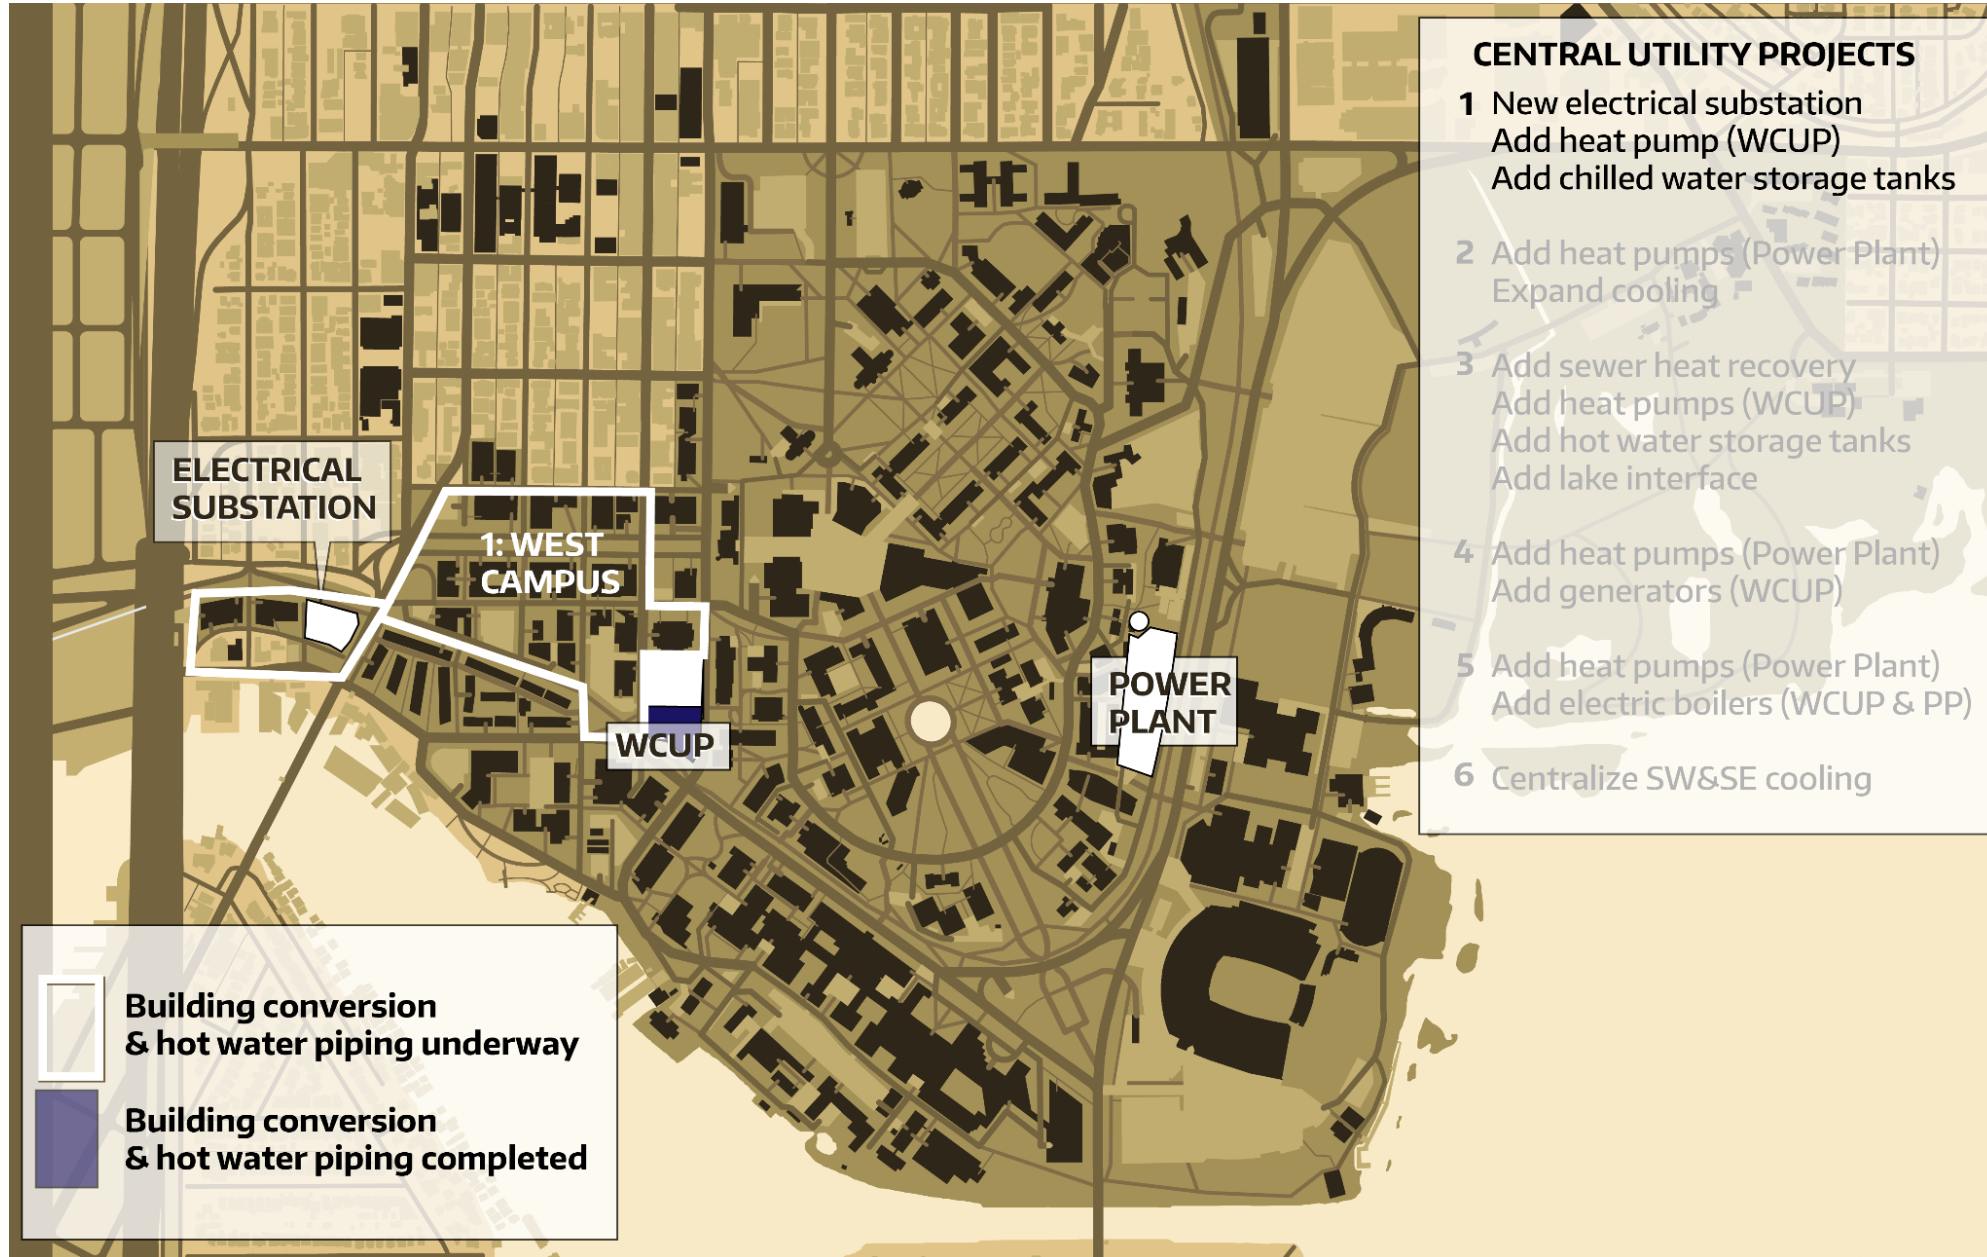 CENTRAL UTILITY PROJECTS
1 New electrical substation
Add heat pump (WCUP)
Add chilled water storage tanks
2 Add heat pumps (Power Plant)
Expand cooling
3 Add sewer heat recovery
Add heat pumps (WCUP)
Add hot water storage tanks
Add lake interface
4 Add heat pumps (Power Plant)
Add generators (WCUP)
5 Add heat pumps (Power Plant)
Add electric boilers (WCUP & PP)
6 Centralize SW&SE cooling
ELECTRICAL
SUBSTATION
1: WEST
CAMPUS
WCUP
POWER
PLANT
Building conversion
& hot water piping underway
Building conversion
& hot water piping completed